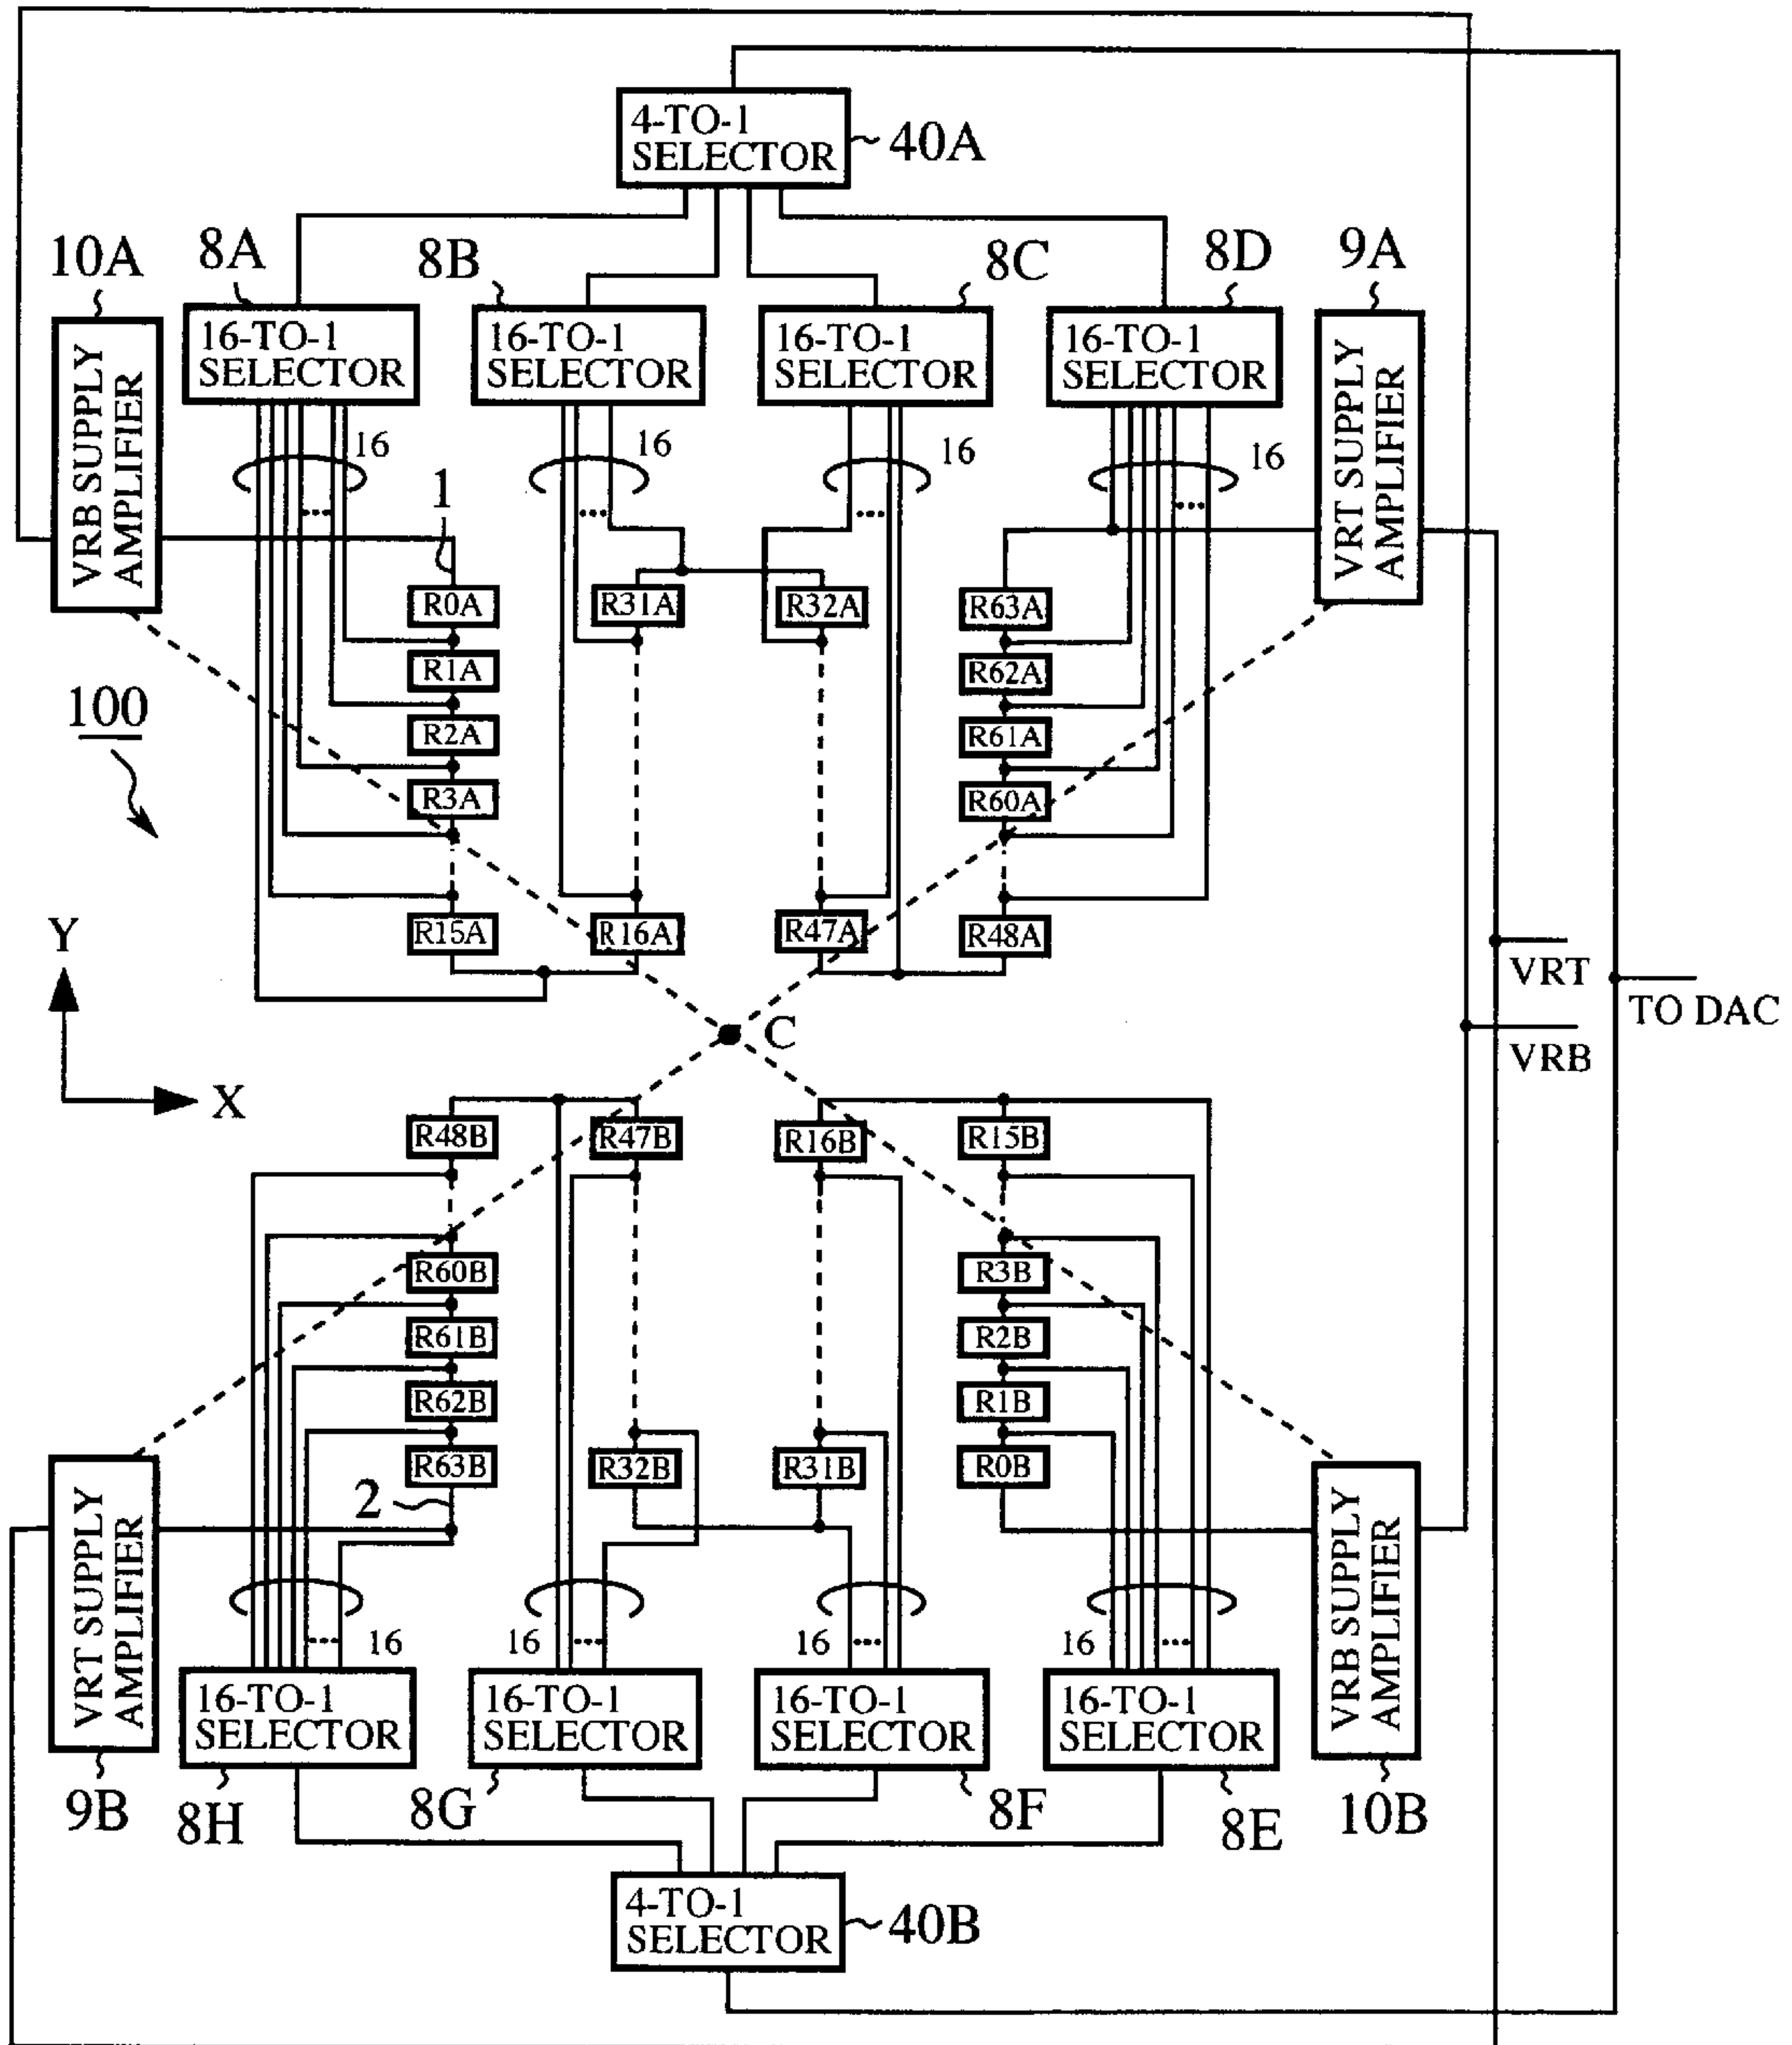 4-TO-1
SELECTOR
40A
10A
8A
8B
8C
8D
9A
VRB SUPPLY
AMPLIFIER
16-TO-1
SELECTOR
16-TO-1
SELECTOR
16-TO-1
SELECTOR
16-TO-1
SELECTOR
VRT SUPPLY
AMPLIFIER
16
16
16
16
1
R0A
R31A
R32A
R63A
R1A
R62A
100
R2A
R61A
R3A
R60A
R15A
R16A
R47A
R48A
Y
X
C
VRT
TO DAC
VRB
R48B
R47B
R16B
R15B
R60B
R3B
R61B
R2B
R62B
R1B
R63B
R32B
R31B
R0B
2
VRT SUPPLY
AMPLIFIER
16
16
16
16
VRB SUPPLY
AMPLIFIER
16-TO-1
SELECTOR
16-TO-1
SELECTOR
16-TO-1
SELECTOR
16-TO-1
SELECTOR
9B
8H
8G
8F
8E
10B
4-TO-1
SELECTOR
40B